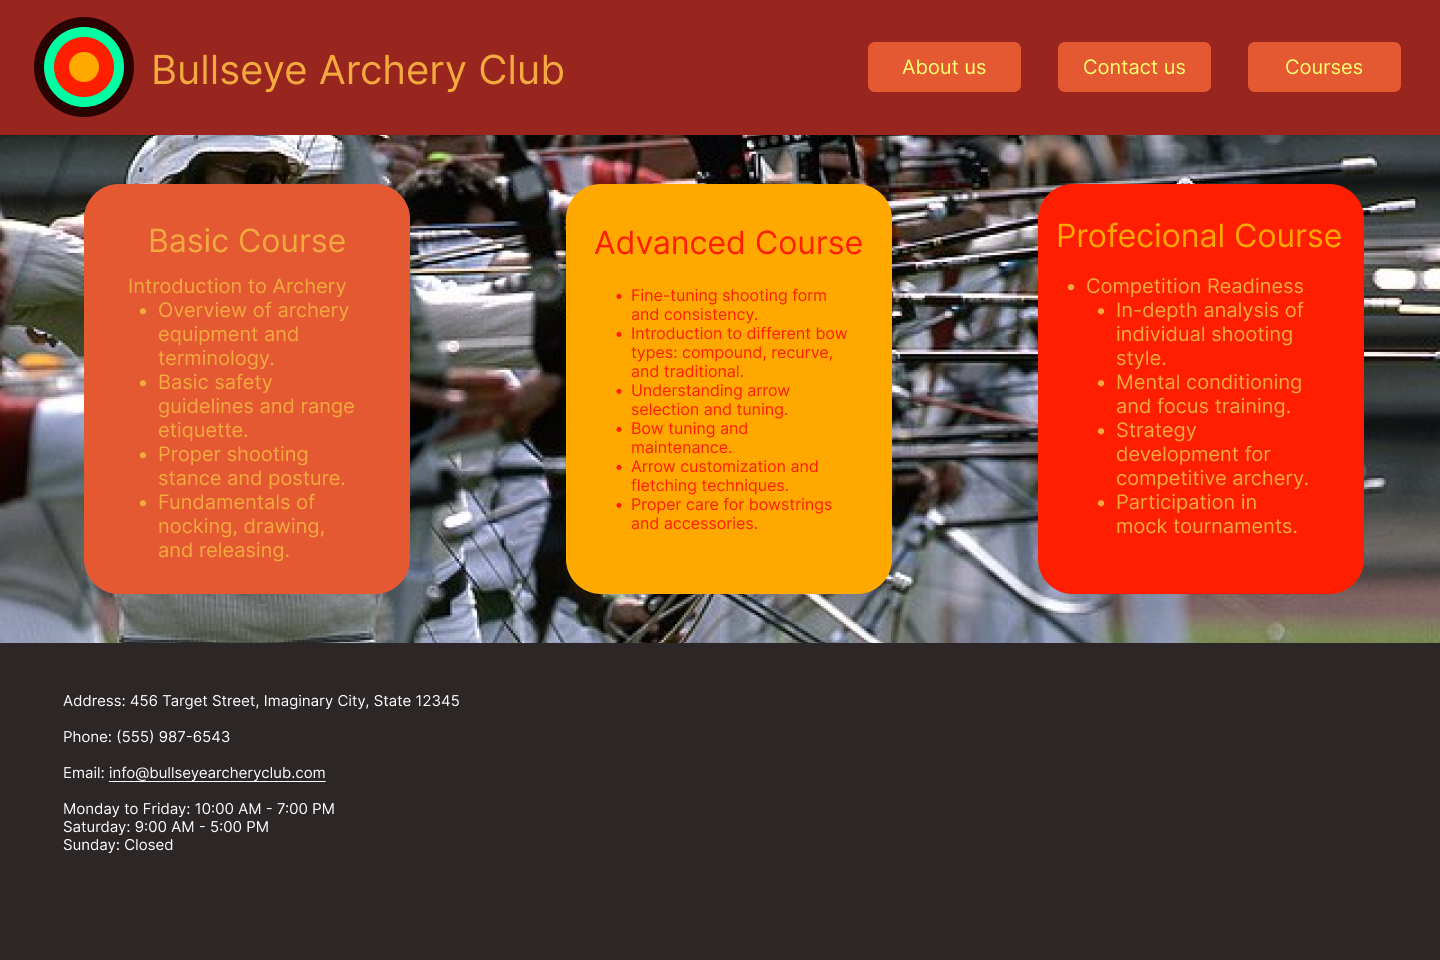 Bullseye Archery Club
About us
Contact us
Courses
Basic Course
Introduction to Archery
• Overview of archery
equipment and
terminology.
• Basic safety
guidelines and range
etiquette.
• Proper shooting
stance and posture.
• Fundamentals of
nocking, drawing,
and releasing.
Advanced Course
• Fine-tuning shooting form
and consistency.
• Introduction to different bow
types: compound, recurve,
and traditional.
• Understanding arrow
selection and tuning.
• Bow tuning and
maintenance.
• Arrow customization and
fletching techniques.
• Proper care for bowstrings
and accessories.
Profecional Course
• Competition Readiness
• In-depth analysis of
individual shooting
style.
• Mental conditioning
and focus training.
• Strategy
development for
competitive archery.
• Participation in
mock tournaments.
Address: 456 Target Street, Imaginary City, State 12345
Phone: (555) 987-6543
Email: info@bullseyearcheryclub.com
Monday to Friday: 10:00 AM - 7:00 PM
Saturday: 9:00 AM - 5:00 PM
Sunday: Closed